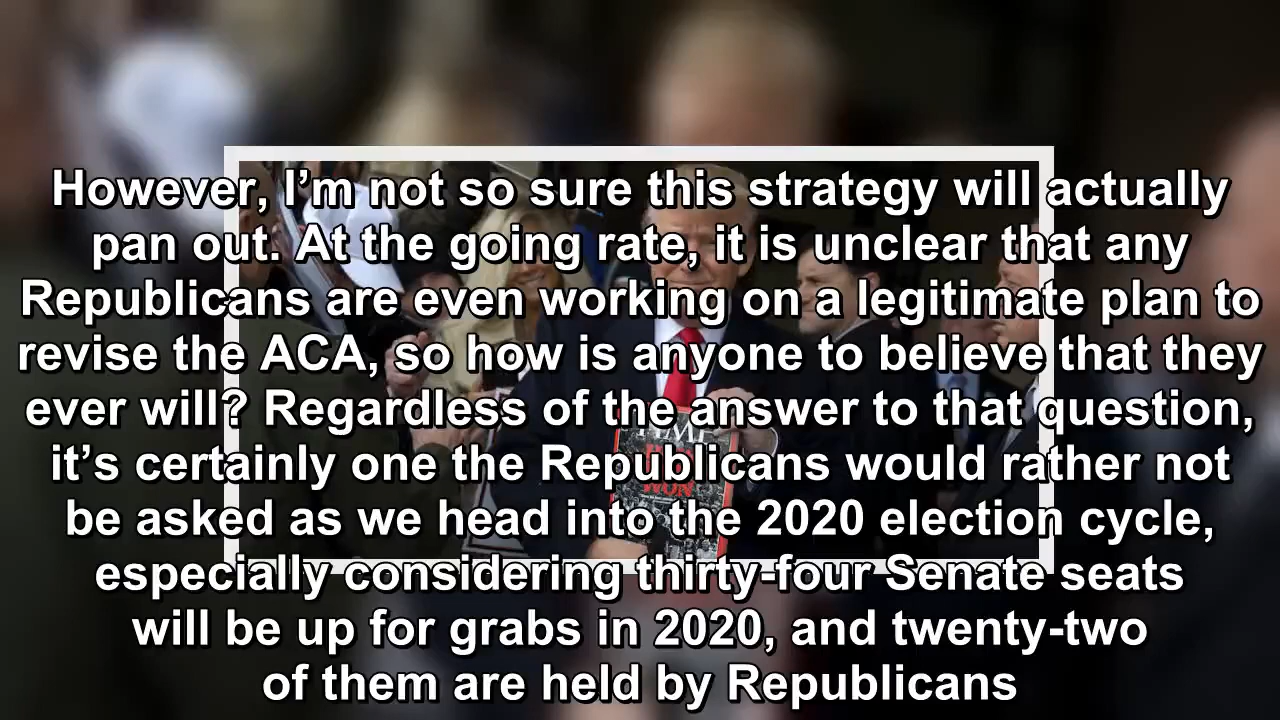 However, I’m not so sure this strategy will actually
pan out. At the going rate, it is unclear that any
Republicans are even working on a legitimate plan to
revise the ACA, so how is anyone to believe that they
ever will? Regardless of the answer to that question,
it’s certainly one the Republicans would rather not
be asked as we head into the 2020 election cycle,
especially considering thirty-four Senate seats
will be up for grabs in 2020, and twenty-two
of them are held by Republicans
WON